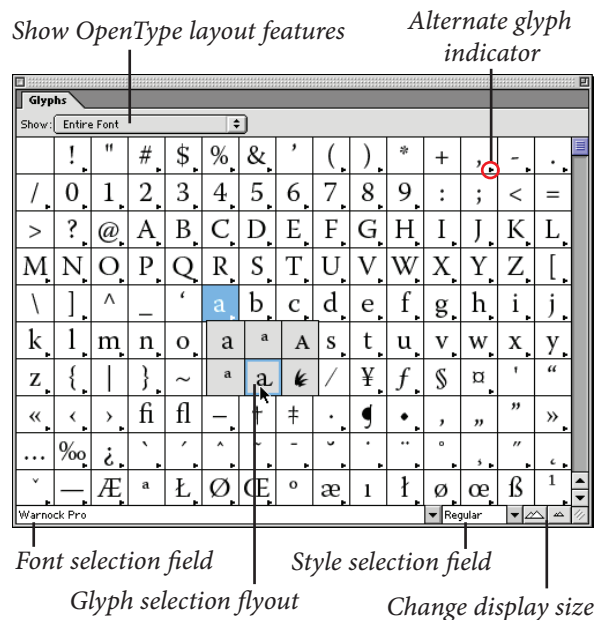 Show OpenType layout features
Alternate glyph
indicator
Glyphs
Show: Entire Font
! " # $ % & ’ ( ) * + , - .
/ 0 1 2 3 4 5 6 7 8 9 : ; < =
> ? @ A B C D E F G H I J K L
M N O P Q R S T U V W X Y Z [
\ ] ^ _ ‘ a b c d e f g h i j
k l m n o a ª ᴀ s t u v w x y
z { | } ~ ª a / ¥ ƒ § ¤ ' “
« ‹ › fi fl – † ‡ · ¶ • ‚ „ ” »
… ‰ ¿ ` ´ ˆ ˜ ¯ ˘ ˙ ¨ ° ¸ ˝ ˛
ˇ — Æ ª Ł Ø Œ º æ ı ł ø œ ß ¹
Warnock Pro Regular
Font selection field
Style selection field
Glyph selection flyout
Change display size